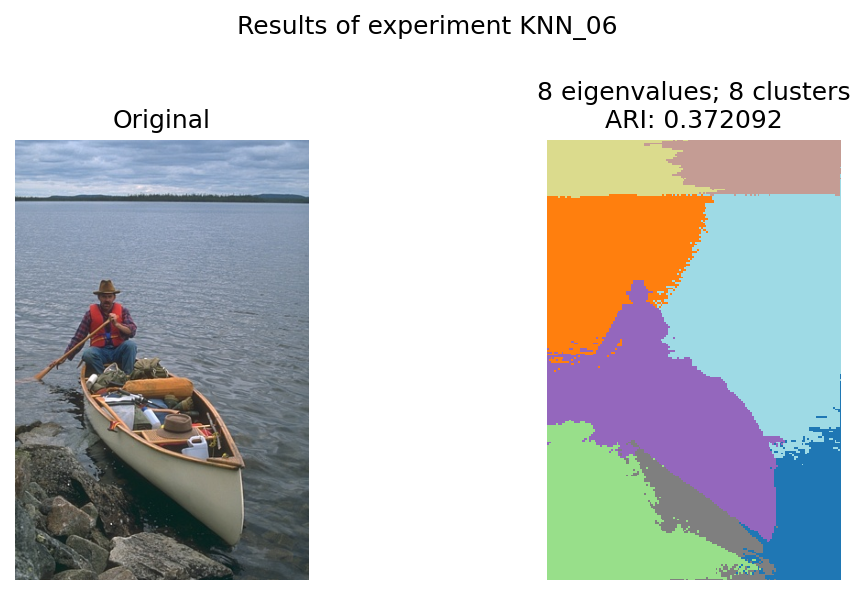 Results of experiment KNN_06
Original
8 eigenvalues; 8 clusters
ARI: 0.372092